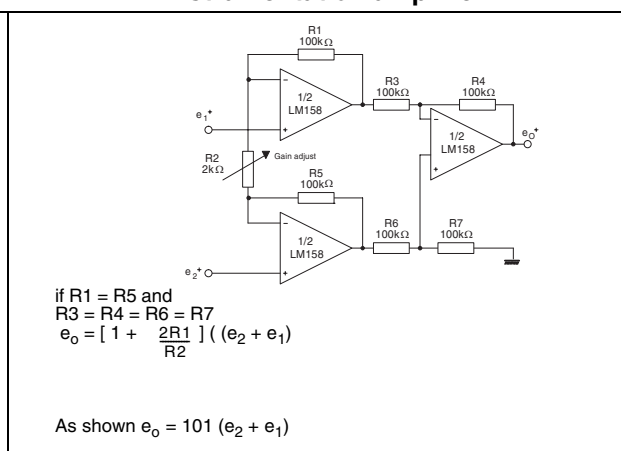 R1
100kΩ
R3
100kΩ
R4
100kΩ
1/2
LM158
e1+
eO+
1/2
LM158
R2
2kΩ
Gain adjust
R5
100kΩ
R6
100kΩ
R7
100kΩ
1/2
LM158
e2+
if R1 = R5 and
R3 = R4 = R6 = R7
eo = [ 1 + 2R1/R2 ] ( (e2 + e1)
As shown eo = 101 (e2 + e1)